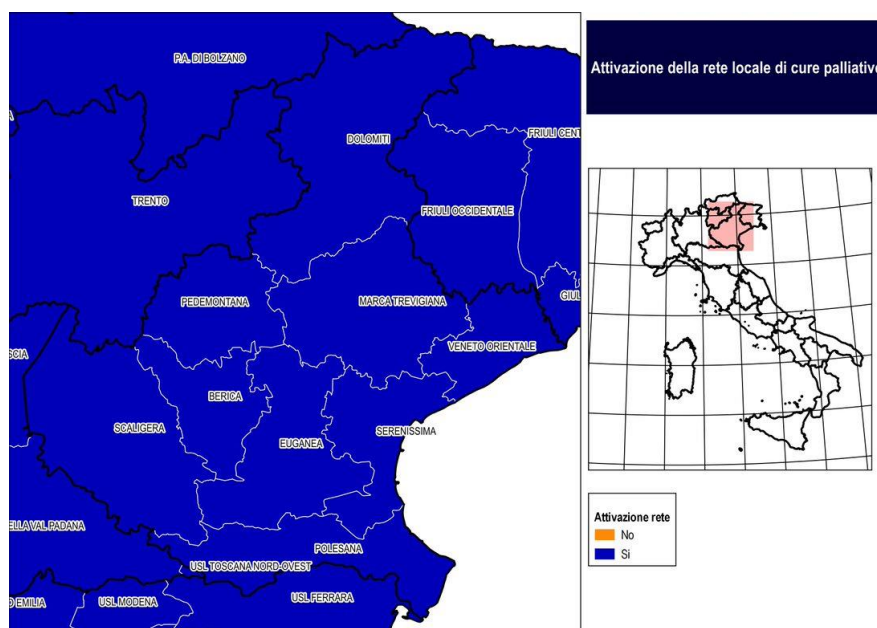 P.A. DI BOLZANO
DOLOMITI
FRIULI CENT
TRENTO
FRIULI OCCIDENTALE
PEDEMONTANA
MARCA TREVIGIANA
GIUL
VENETO ORIENTALE
SCIA
BERICA
SCALIGERA
SERENISSIMA
EUGANEA
ELLA VAL PADANA
POLESANA
USL TOSCANA NORD-OVEST
O EMILIA
USL MODENA
USL FERRARA
Attivazione della rete locale di cure palliative
Attivazione rete
No
Si